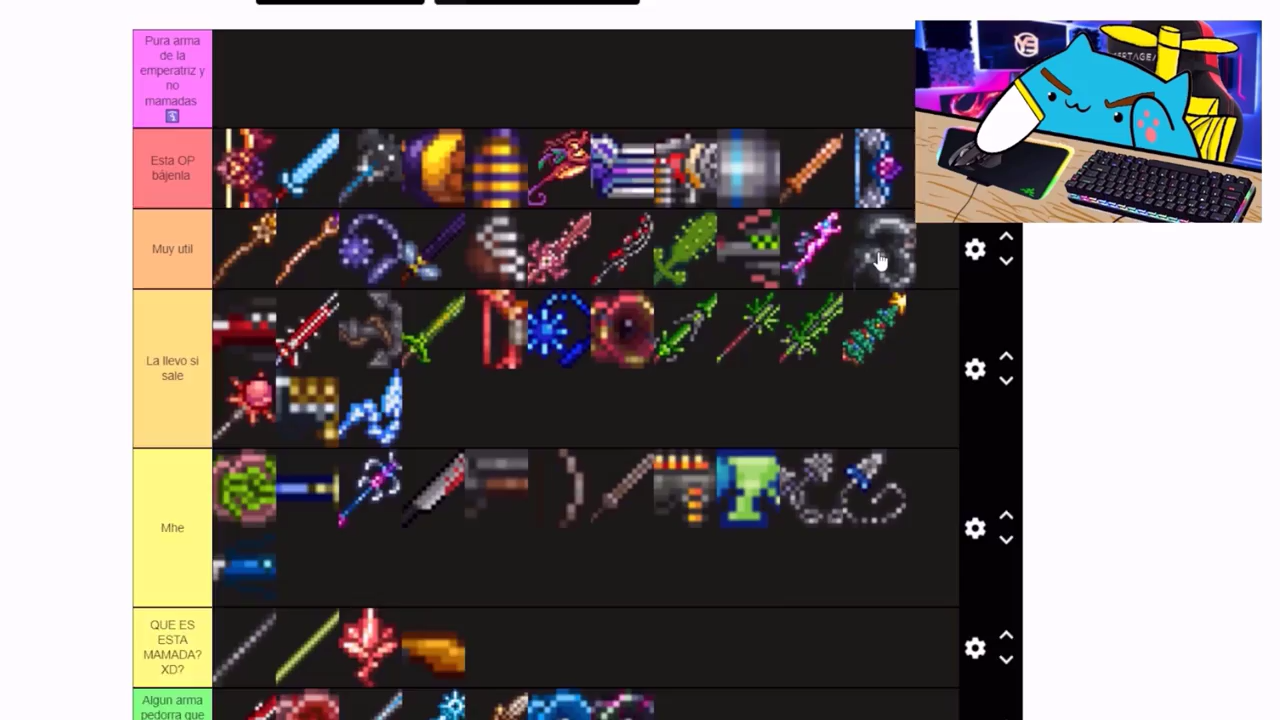 Pura arma
de la
emperatriz y
no
mamadas
Esta OP
bájenla
Muy util
La llevo si
sale
Mhe
QUE ES
ESTA
MAMADA?
XD?
Algun arma
pedorra que